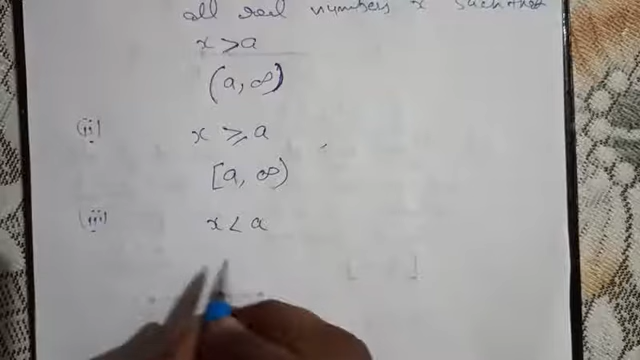 all real numbers x such that
x > a
(a, ∞)
(ii) x ≥ a
[a, ∞)
(iii) x < a